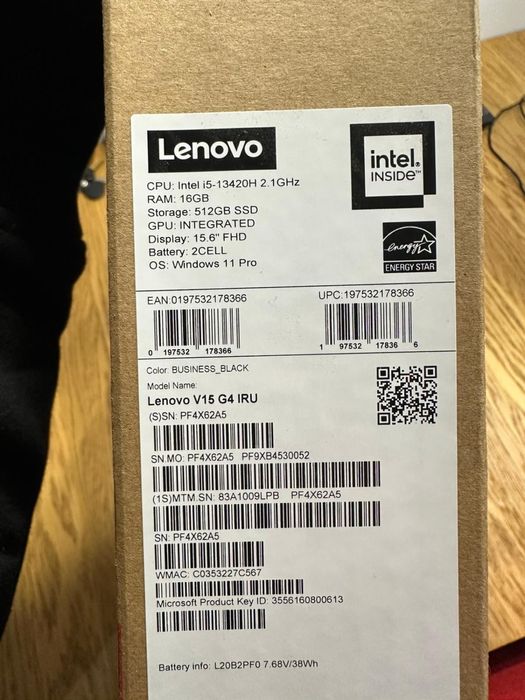 Lenovo
intel.
INSIDE™
CPU: Intel i5-13420H 2.1GHz
RAM: 16GB
Storage: 512GB SSD
GPU: INTEGRATED
Display: 15.6" FHD
Battery: 2CELL
OS: Windows 11 Pro
energy
ENERGY STAR
EAN:0197532178366
UPC:197532178366
0 197532 178366
1 97532 17836 6
Color: BUSINESS_BLACK
Model Name:
Lenovo V15 G4 IRU
(S)SN: PF4X62A5
SN.MO: PF4X62A5 PF9XB4530052
(1S)MTM.SN: 83A1009LPB PF4X62A5
SN: PF4X62A5
WMAC: C0353227C567
Microsoft Product Key ID: 3556160800613
Battery info: L20B2PF0 7.68V/38Wh